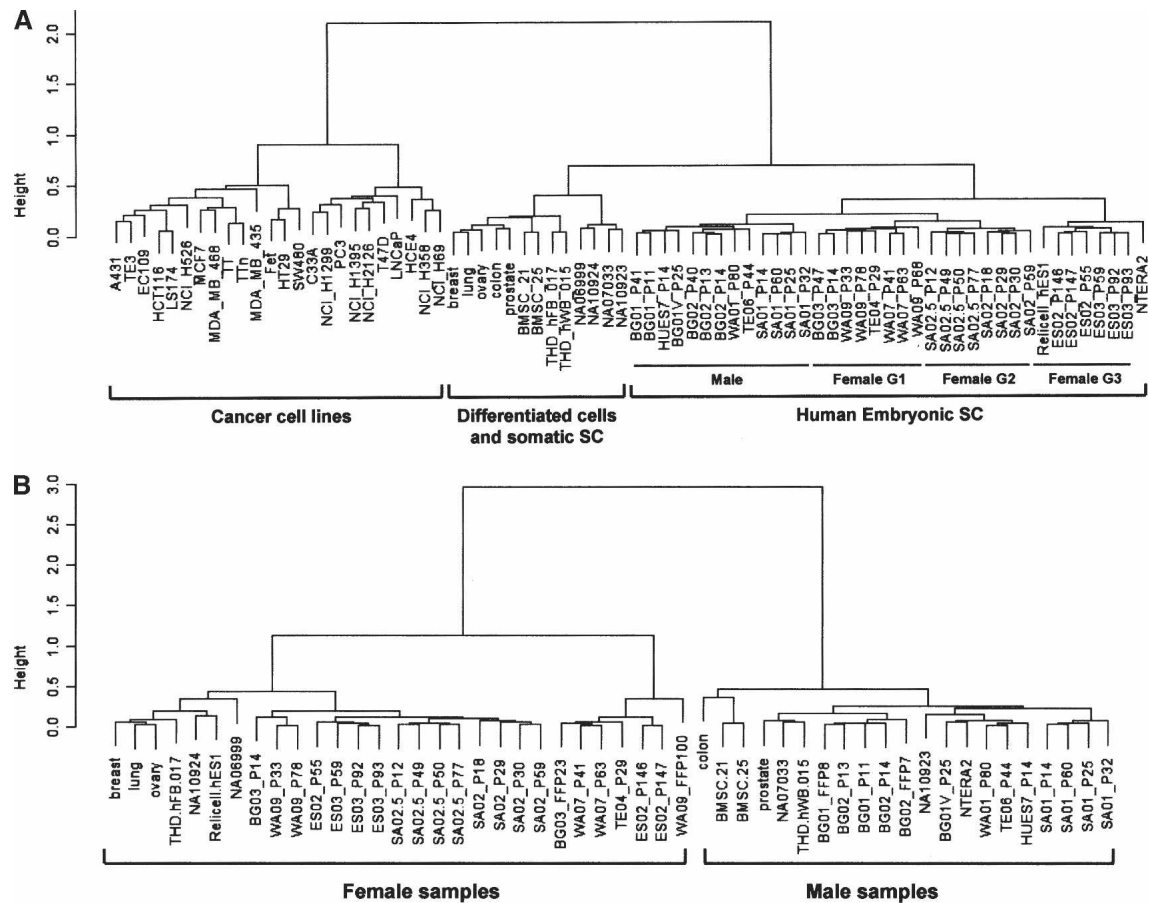 A
Height
0.0 0.5 1.0 1.5 2.0
A431
TE3
EC109
HCT116
LS174
NCI_H526
MCF7
MDA_MB_468
TT
TTn
MDA_MB_435
Fet
HT29
SW480
C33A
NCI_H1299
PC3
NCI_H1395
NCI_H2126
T47D
LNCaP
HCE4
NCI_H358
NCI_H69
breast
lung
ovary
colon
prostate
BMSC_21
BMSC_25
THD_hFB_017
THD_hWB_015
NA06999
NA10924
NA07033
NA10923
BG01_P41
BG01_P11
HUES7_P14
BG01V_P25
BG02_P40
BG02_P13
BG02_P14
WA01_P80
TE06_P44
SA01_P14
SA01_P60
SA01_P25
SA01_P32
BG03_P47
BG03_P14
WA09_P33
WA09_P78
TE04_P29
WA07_P41
WA07_P63
WA09_P68
SA02.5_P12
SA02.5_P49
SA02.5_P50
SA02.5_P77
SA02_P18
SA02_P29
SA02_P30
SA02_P59
Relicell_hES1
ES02_P146
ES02_P147
ES02_P55
ES03_P59
ES03_P92
ES03_P93
NTERA2
Male
Female G1
Female G2
Female G3
Cancer cell lines
Differentiated cells
and somatic SC
Human Embryonic SC
B
Height
0.0 0.5 1.0 1.5 2.0 2.5 3.0
breast
lung
ovary
THD.hFB.017
NA10924
Relicell.hES1
NA06999
BG03_P14
WA09_P33
WA09_P78
ES02_P55
ES03_P59
ES03_P92
ES03_P93
SA02.5_P12
SA02.5_P49
SA02.5_P50
SA02.5_P77
SA02_P18
SA02_P29
SA02_P30
SA02_P59
BG03_FFP23
WA07_P41
WA07_P63
TE04_P29
ES02_P146
ES02_P147
WA09_FFP100
colon
BMSC.21
BMSC.25
prostate
NA07033
THD.hWB.015
BG01_FFP8
BG02_P13
BG01_P11
BG02_P14
BG02_FFP7
NA10923
BG01V_P25
NTERA2
WA01_P80
TE06_P44
HUES7_P14
SA01_P14
SA01_P60
SA01_P25
SA01_P32
Female samples
Male samples